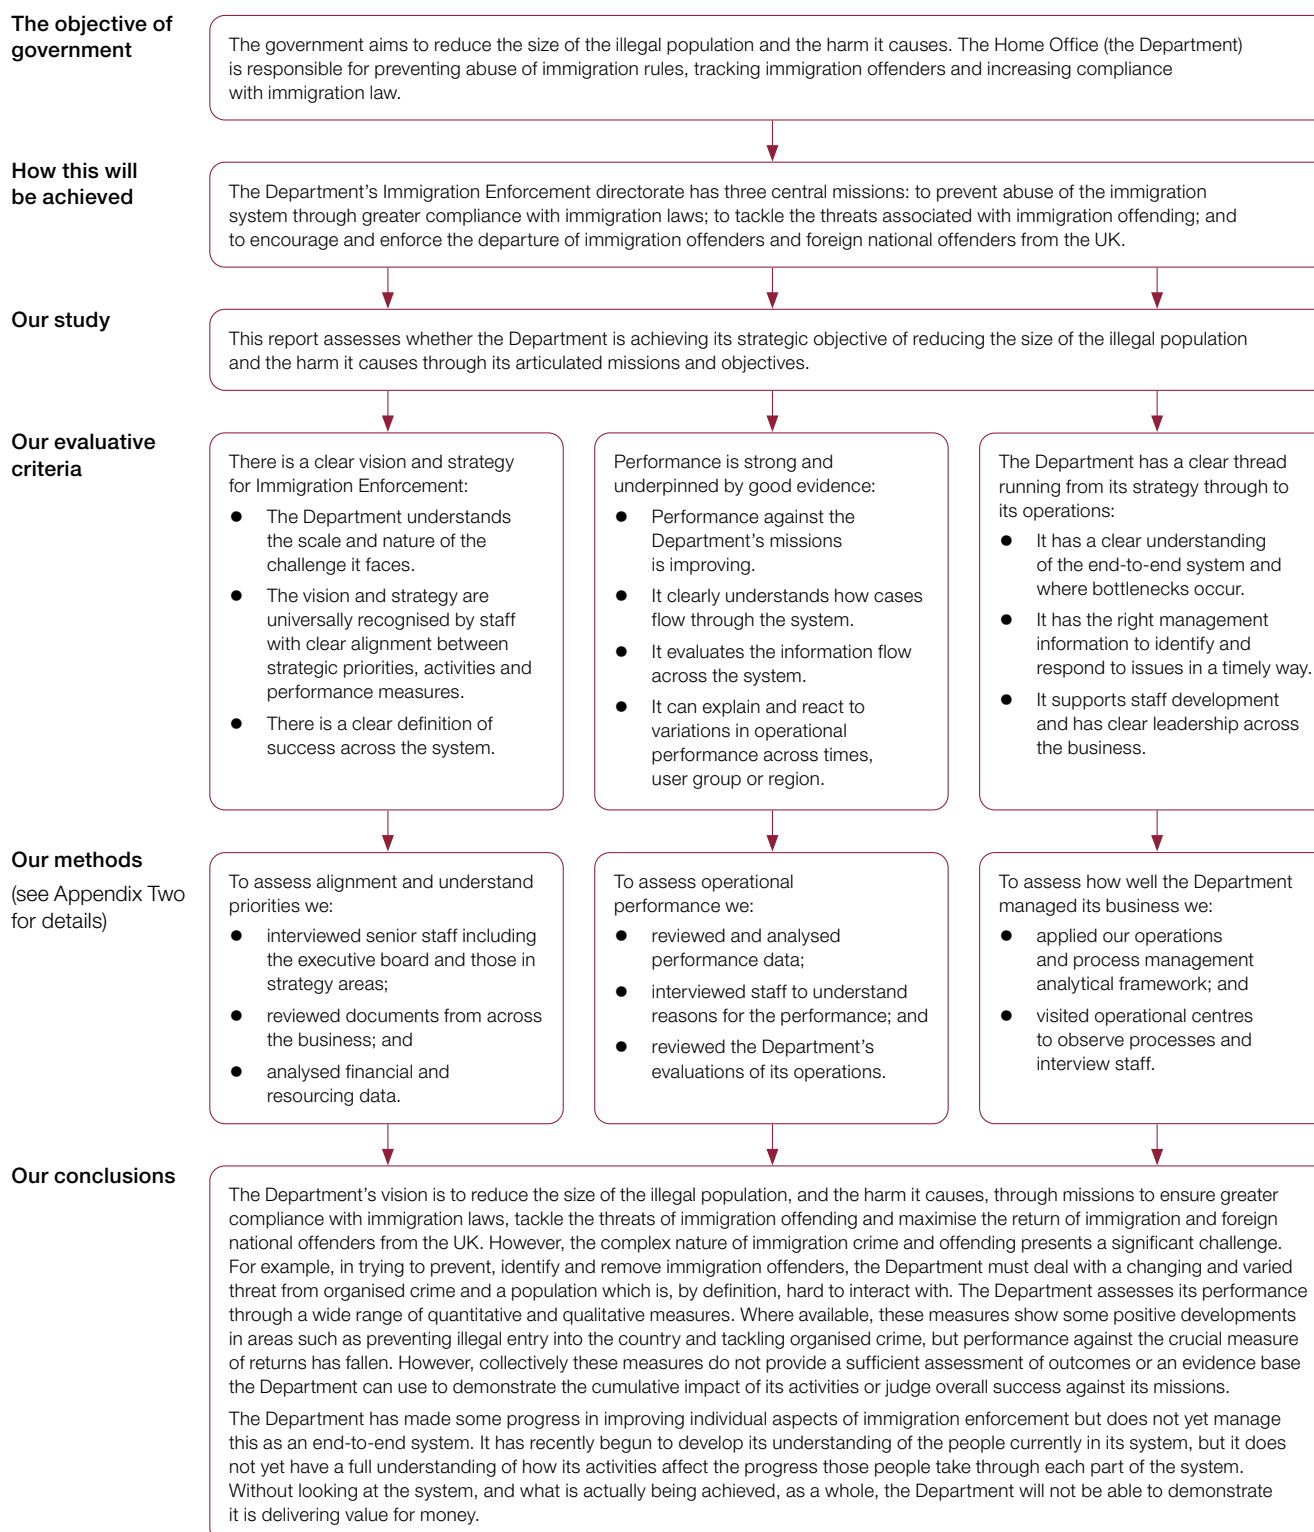 The objective of
government
The government aims to reduce the size of the illegal population and the harm it causes. The Home Office (the Department)
is responsible for preventing abuse of immigration rules, tracking immigration offenders and increasing compliance
with immigration law.
How this will
be achieved
The Department's Immigration Enforcement directorate has three central missions: to prevent abuse of the immigration
system through greater compliance with immigration laws; to tackle the threats associated with immigration offending; and
to encourage and enforce the departure of immigration offenders and foreign national offenders from the UK.
Our study
This report assesses whether the Department is achieving its strategic objective of reducing the size of the illegal population
and the harm it causes through its articulated missions and objectives.
Our evaluative
criteria
There is a clear vision and strategy
for Immigration Enforcement:
● The Department understands
the scale and nature of the
challenge it faces.
● The vision and strategy are
universally recognised by staff
with clear alignment between
strategic priorities, activities and
performance measures.
● There is a clear definition of
success across the system.
Performance is strong and
underpinned by good evidence:
● Performance against the
Department's missions
is improving.
● It clearly understands how cases
flow through the system.
● It evaluates the information flow
across the system.
● It can explain and react to
variations in operational
performance across times,
user group or region.
The Department has a clear thread
running from its strategy through to
its operations:
● It has a clear understanding
of the end-to-end system and
where bottlenecks occur.
● It has the right management
information to identify and
respond to issues in a timely way.
● It supports staff development
and has clear leadership across
the business.
Our methods
(see Appendix Two
for details)
To assess alignment and understand
priorities we:
● interviewed senior staff including
the executive board and those in
strategy areas;
● reviewed documents from across
the business; and
● analysed financial and
resourcing data.
To assess operational
performance we:
● reviewed and analysed
performance data;
● interviewed staff to understand
reasons for the performance; and
● reviewed the Department's
evaluations of its operations.
To assess how well the Department
managed its business we:
● applied our operations
and process management
analytical framework; and
● visited operational centres
to observe processes and
interview staff.
Our conclusions
The Department's vision is to reduce the size of the illegal population, and the harm it causes, through missions to ensure greater
compliance with immigration laws, tackle the threats of immigration offending and maximise the return of immigration and foreign
national offenders from the UK. However, the complex nature of immigration crime and offending presents a significant challenge.
For example, in trying to prevent, identify and remove immigration offenders, the Department must deal with a changing and varied
threat from organised crime and a population which is, by definition, hard to interact with. The Department assesses its performance
through a wide range of quantitative and qualitative measures. Where available, these measures show some positive developments
in areas such as preventing illegal entry into the country and tackling organised crime, but performance against the crucial measure
of returns has fallen. However, collectively these measures do not provide a sufficient assessment of outcomes or an evidence base
the Department can use to demonstrate the cumulative impact of its activities or judge overall success against its missions.
The Department has made some progress in improving individual aspects of immigration enforcement but does not yet manage
this as an end-to-end system. It has recently begun to develop its understanding of the people currently in its system, but it does
not yet have a full understanding of how its activities affect the progress those people take through each part of the system.
Without looking at the system, and what is actually being achieved, as a whole, the Department will not be able to demonstrate
it is delivering value for money.